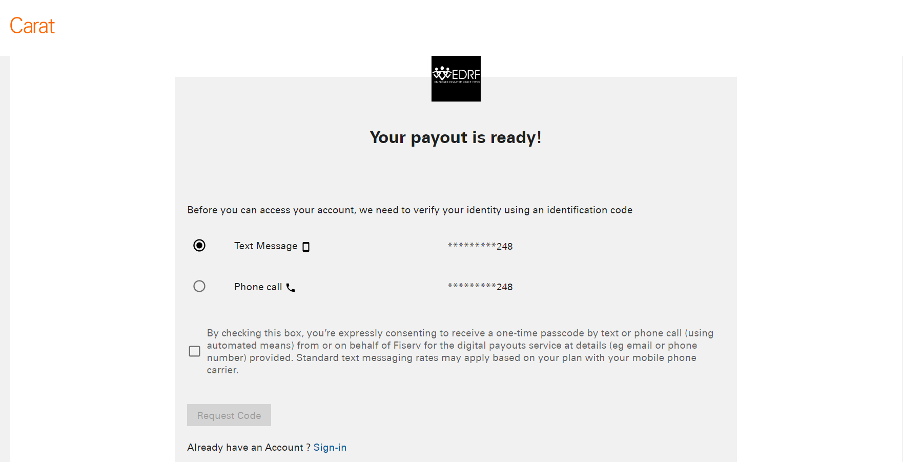 Carat
EDRF
Your payout is ready!
Before you can access your account, we need to verify your identity using an identification code
Text Message *********248
Phone call *********248
By checking this box, you're expressly consenting to receive a one-time passcode by text or phone call (using
automated means) from or on behalf of Fiserv for the digital payouts service at details (eg email or phone
number) provided. Standard text messaging rates may apply based on your plan with your mobile phone
carrier.
Request Code
Already have an Account ? Sign-in